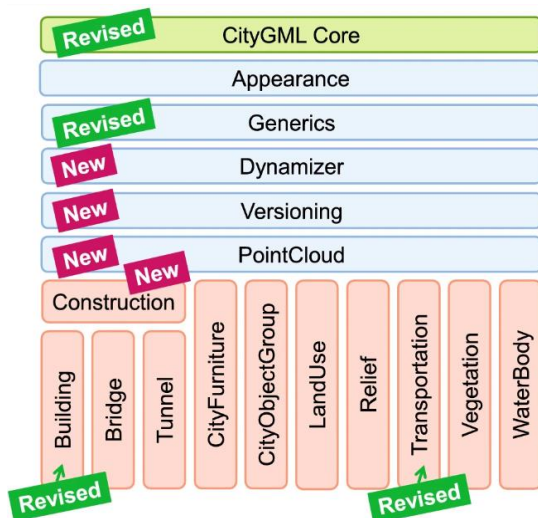 Revised
CityGML Core
Appearance
Revised
Generics
New
Dynamizer
New
Versioning
New
PointCloud
New
Construction
Building
Bridge
Tunnel
CityFurniture
CityObjectGroup
LandUse
Relief
Transportation
Vegetation
WaterBody
Revised
Revised